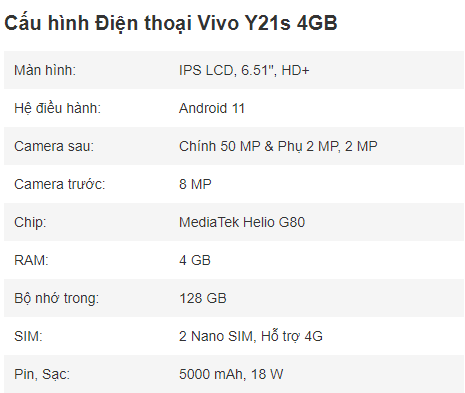 Cấu hình Điện thoại Vivo Y21s 4GB
Màn hình: IPS LCD, 6.51", HD+
Hệ điều hành: Android 11
Camera sau: Chính 50 MP & Phụ 2 MP, 2 MP
Camera trước: 8 MP
Chip: MediaTek Helio G80
RAM: 4 GB
Bộ nhớ trong: 128 GB
SIM: 2 Nano SIM, Hỗ trợ 4G
Pin, Sạc: 5000 mAh, 18 W